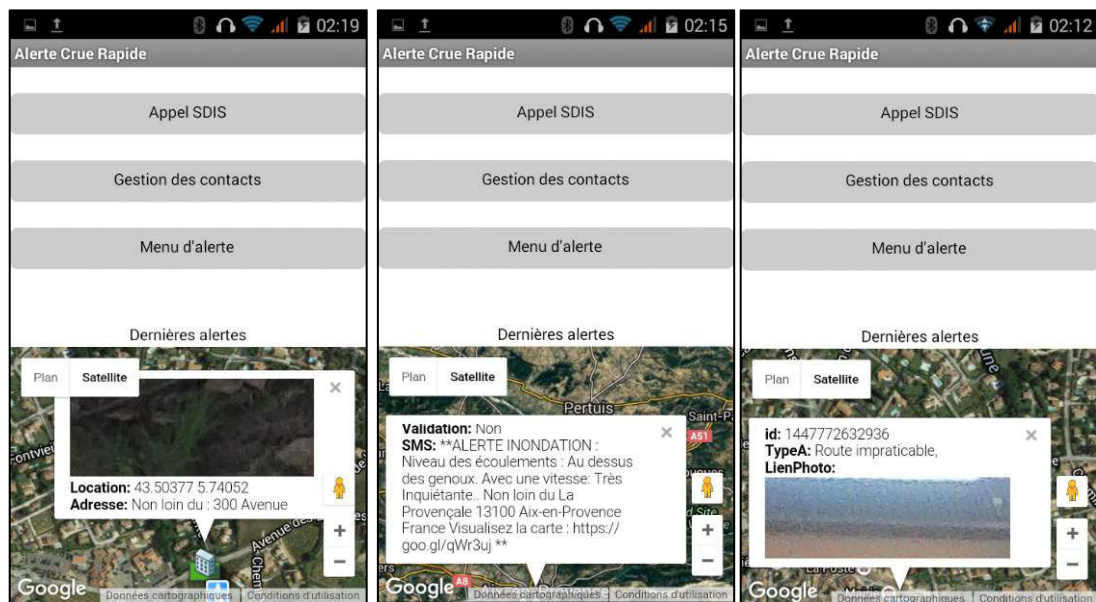 02:19
Alerte Crue Rapide
Appel SDIS
Gestion des contacts
Menu d'alerte
Dernières alertes
Plan Satellite
Location: 43.50377 5.74052
Adresse: Non loin du : 300 Avenue
Avenue des
Google
Données cartographiques Conditions d'utilisation
02:15
Alerte Crue Rapide
Appel SDIS
Gestion des contacts
Menu d'alerte
Dernières alertes
Plan Satellite
Pertuis
A51
Validation: Non
SMS: **ALERTE INONDATION :
Niveau des écoulements : Au dessus
des genoux. Avec une vitesse: Très
Inquiétante.. Non loin du La
Provençale 13100 Aix-en-Provence
France Visualisez la carte : https://
goo.gl/qWr3uj **
A8
Google
Données cartographiques Conditions d'utilisation
02:12
Alerte Crue Rapide
Appel SDIS
Gestion des contacts
Menu d'alerte
Dernières alertes
Plan Satellite
id: 1447772632936
TypeA: Route impraticable,
LienPhoto:
La Poste
Google
Données cartographiques Conditions d'utilisation